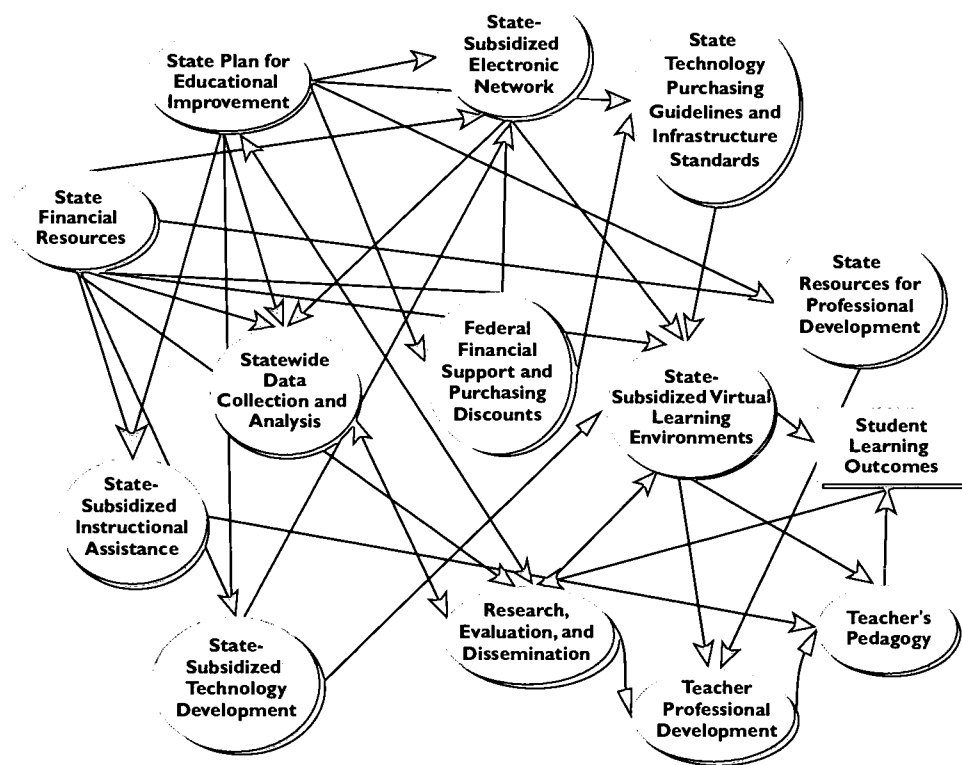 State Plan for
Educational
Improvement
State-
Subsidized
Electronic
Network
State
Technology
Purchasing
Guidelines and
Infrastructure
Standards
State
Financial
Resources
State
Resources for
Professional
Development
Statewide
Data
Collection and
Analysis
Federal
Financial
Support and
Purchasing
Discounts
State-
Subsidized Virtual
Learning
Environments
Student
Learning
Outcomes
State-
Subsidized
Instructional
Assistance
State-
Subsidized
Technology
Development
Research,
Evaluation, and
Dissemination
Teacher
Professional
Development
Teacher's
Pedagogy